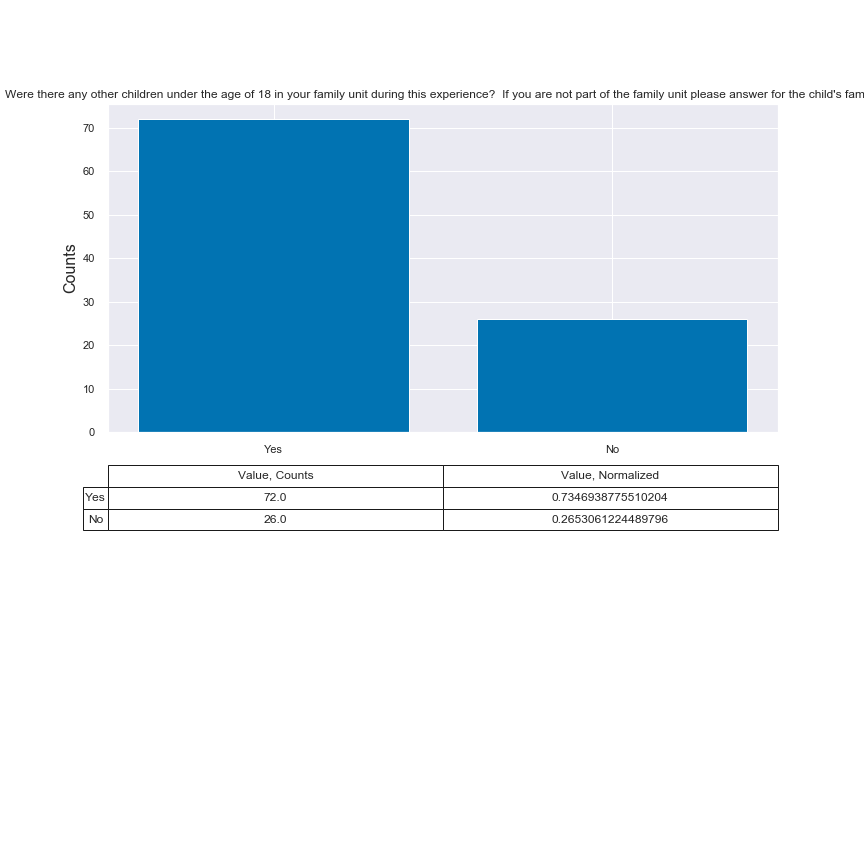 Were there any other children under the age of 18 in your family unit during this experience?  If you are not part of the family unit please answer for the child's fam
70
60
50
40
30
20
10
0
Counts
Yes No
Value, Counts Value, Normalized
Yes 72.0 0.7346938775510204
No 26.0 0.2653061224489796